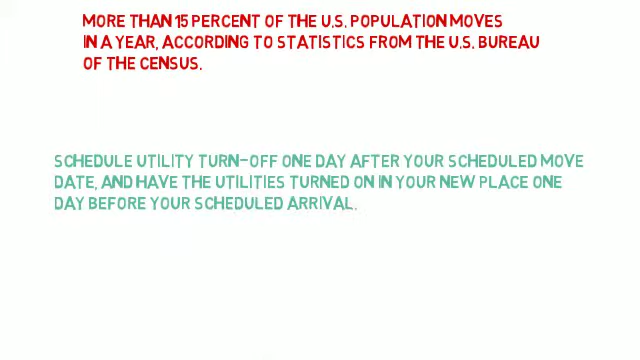 MORE THAN 15 PERCENT OF THE U.S. POPULATION MOVES
IN A YEAR, ACCORDING TO STATISTICS FROM THE U.S. BUREAU
OF THE CENSUS.
SCHEDULE UTILITY TURN-OFF ONE DAY AFTER YOUR SCHEDULED MOVE
DATE, AND HAVE THE UTILITIES TURNED ON IN YOUR NEW PLACE ONE
DAY BEFORE YOUR SCHEDULED ARRIVAL.